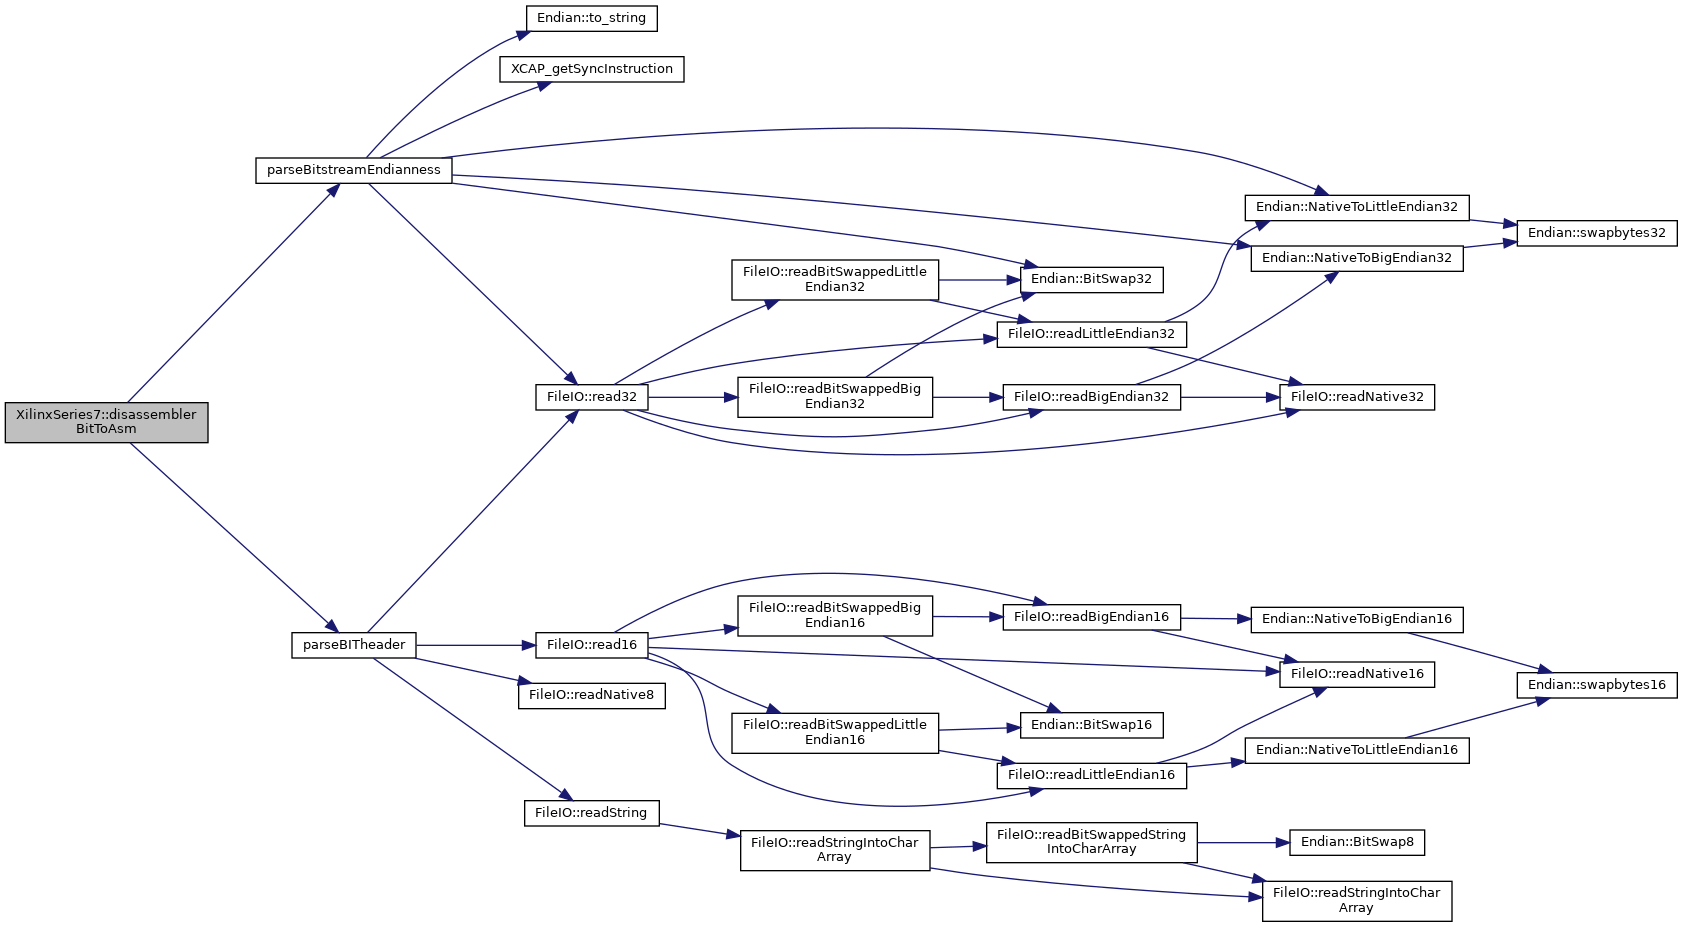 Endian::to_string
XCAP_getSyncInstruction
parseBitstreamEndianness
Endian::NativeToLittleEndian32
Endian::swapbytes32
Endian::NativeToBigEndian32
FileIO::readBitSwappedLittle
Endian32
Endian::BitSwap32
FileIO::readLittleEndian32
FileIO::read32
FileIO::readBitSwappedBig
Endian32
FileIO::readBigEndian32
FileIO::readNative32
XilinxSeries7::disassembler
BitToAsm
parseBITheader
FileIO::read16
FileIO::readBitSwappedBig
Endian16
FileIO::readBigEndian16
Endian::NativeToBigEndian16
FileIO::readNative16
Endian::swapbytes16
FileIO::readNative8
FileIO::readBitSwappedLittle
Endian16
Endian::BitSwap16
Endian::NativeToLittleEndian16
FileIO::readLittleEndian16
FileIO::readString
FileIO::readStringIntoChar
Array
FileIO::readBitSwappedString
IntoCharArray
Endian::BitSwap8
FileIO::readStringIntoChar
Array